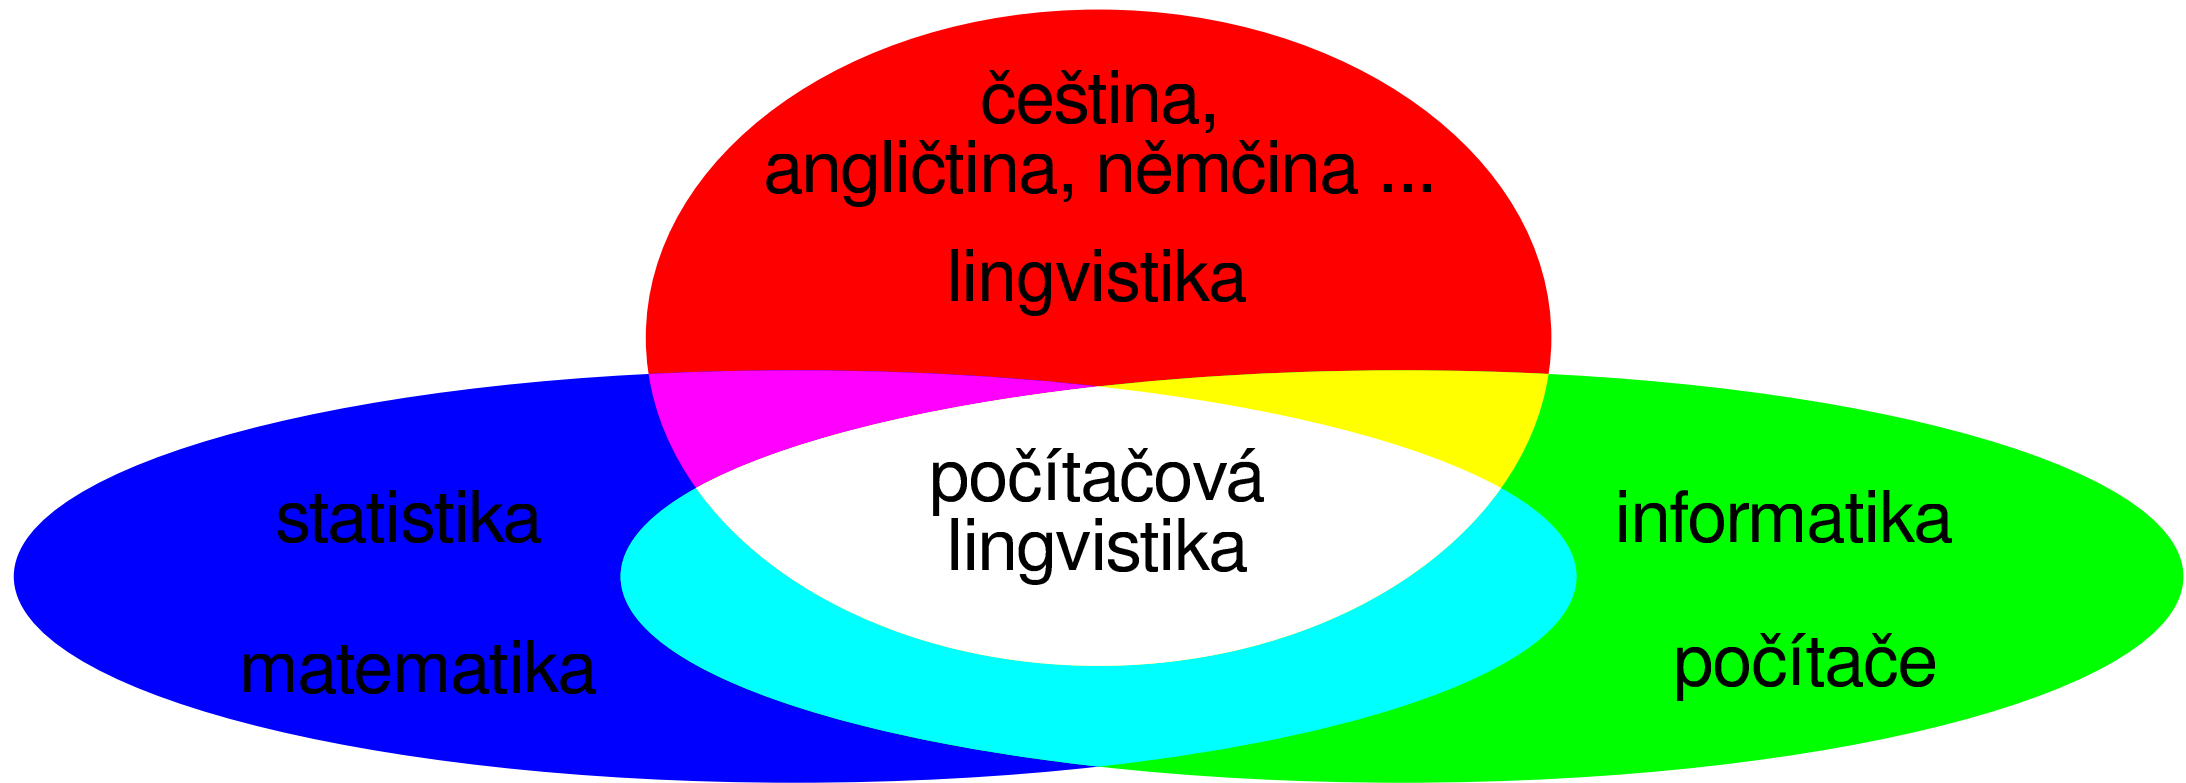 čeština,
angličtina, němčina ...
lingvistika
počítačová
lingvistika
statistika
matematika
informatika
počítače